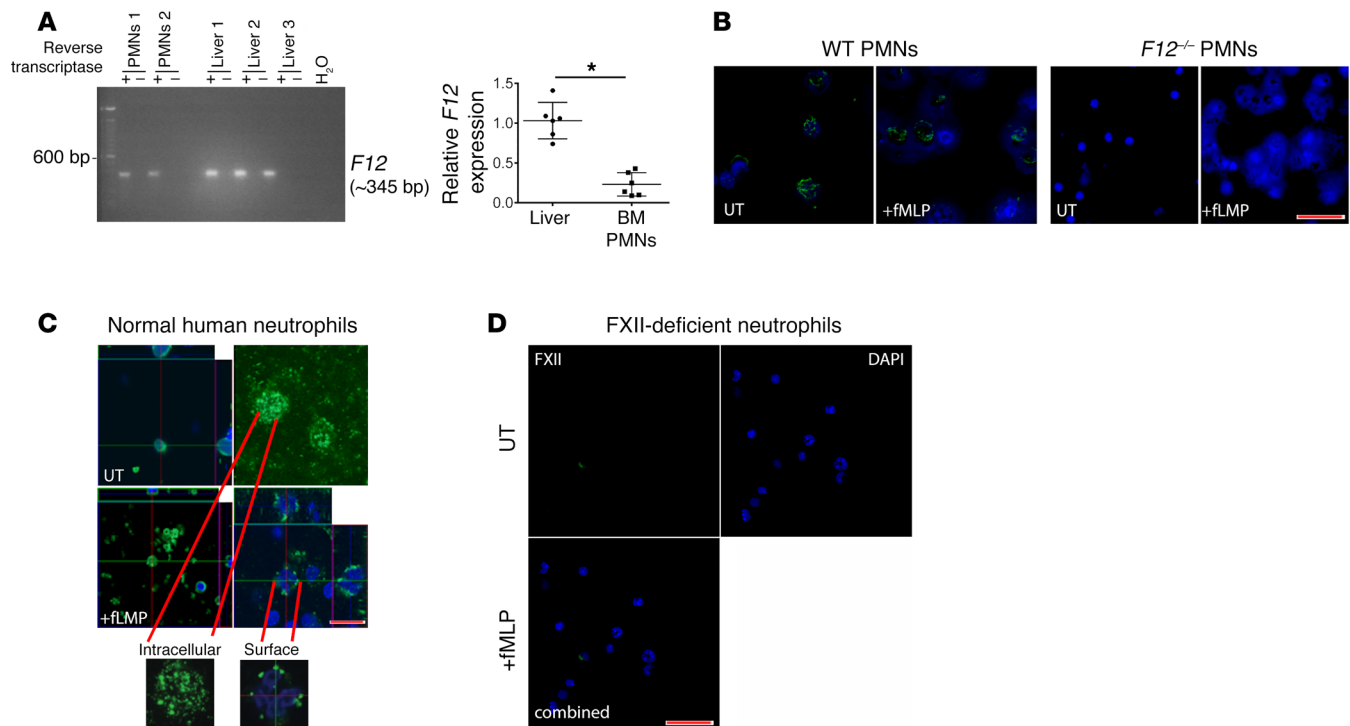 A
Reverse
transcriptase
+ – PMNs 1
+ – PMNs 2
+ – Liver 1
+ – Liver 2
+ – Liver 3
H2O
600 bp
F12
(~345 bp)
Relative F12
expression
*
1.5
1.0
0.5
0.0
Liver
BM
PMNs
B
WT PMNs
F12–/– PMNs
UT
+fMLP
UT
+fLMP
C
Normal human neutrophils
UT
+fLMP
Intracellular
Surface
D
FXII-deficient neutrophils
FXII
DAPI
UT
+fMLP
combined